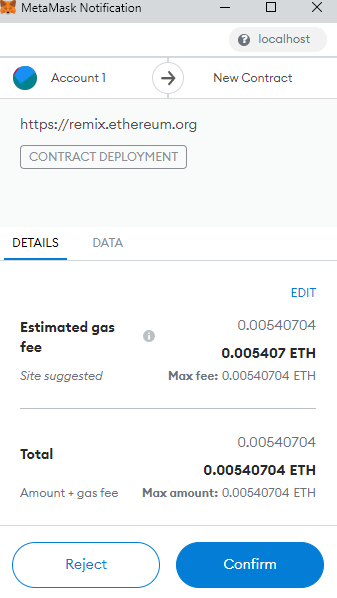 MetaMask Notification
? localhost
Account 1 New Contract
https://remix.ethereum.org
CONTRACT DEPLOYMENT
DETAILS DATA
EDIT
Estimated gas fee 0.00540704
0.005407 ETH
Site suggested Max fee: 0.00540704 ETH
Total 0.00540704
0.00540704 ETH
Amount + gas fee Max amount: 0.00540704 ETH
Reject Confirm